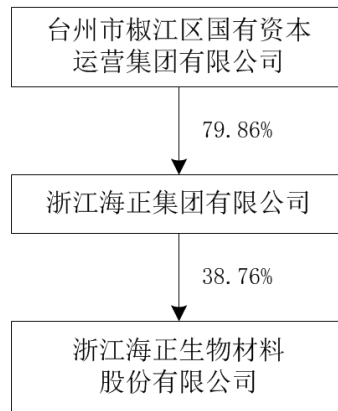 台州市椒江区国有资本
运营集团有限公司
79.86%
浙江海正集团有限公司
38.76%
浙江海正生物材料
股份有限公司